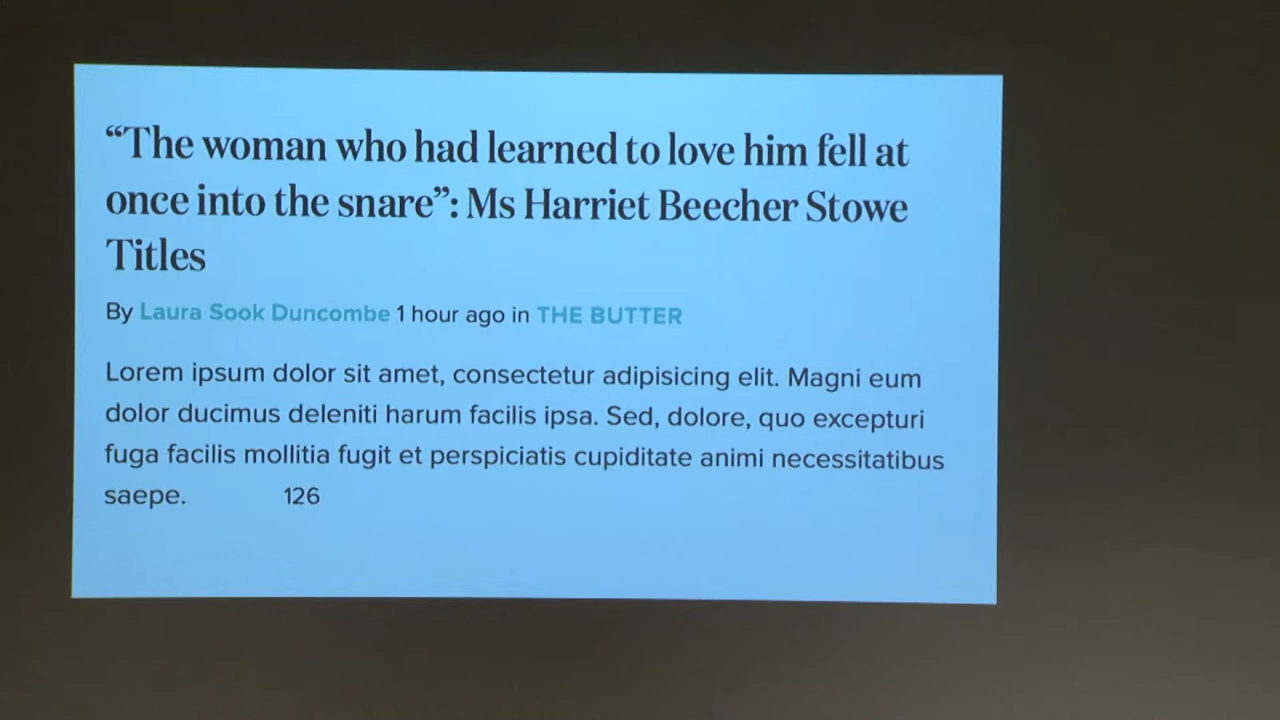 “The woman who had learned to love him fell at
once into the snare”: Ms Harriet Beecher Stowe
Titles
By Laura Sook Duncombe 1 hour ago in THE BUTTER
Lorem ipsum dolor sit amet, consectetur adipisicing elit. Magni eum
dolor ducimus deleniti harum facilis ipsa. Sed, dolore, quo excepturi
fuga facilis mollitia fugit et perspiciatis cupiditate animi necessitatibus
saepe. 126